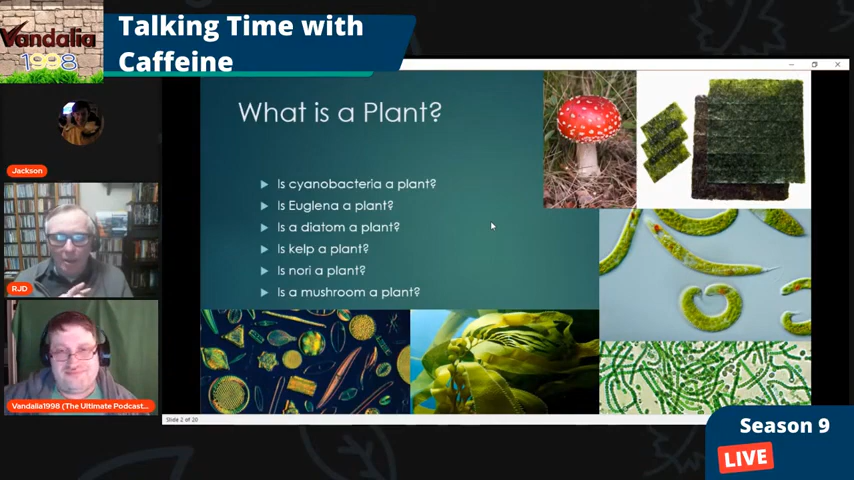 Vandalia
1998
Talking Time with
Caffeine
What is a Plant?
Is cyanobacteria a plant?
Is Euglena a plant?
Is a diatom a plant?
Is kelp a plant?
Is nori a plant?
Is a mushroom a plant?
Jackson
RJD
Vandalia1998 (The Ultimate Podcast...
Slide 2 of 20
Season 9
LIVE